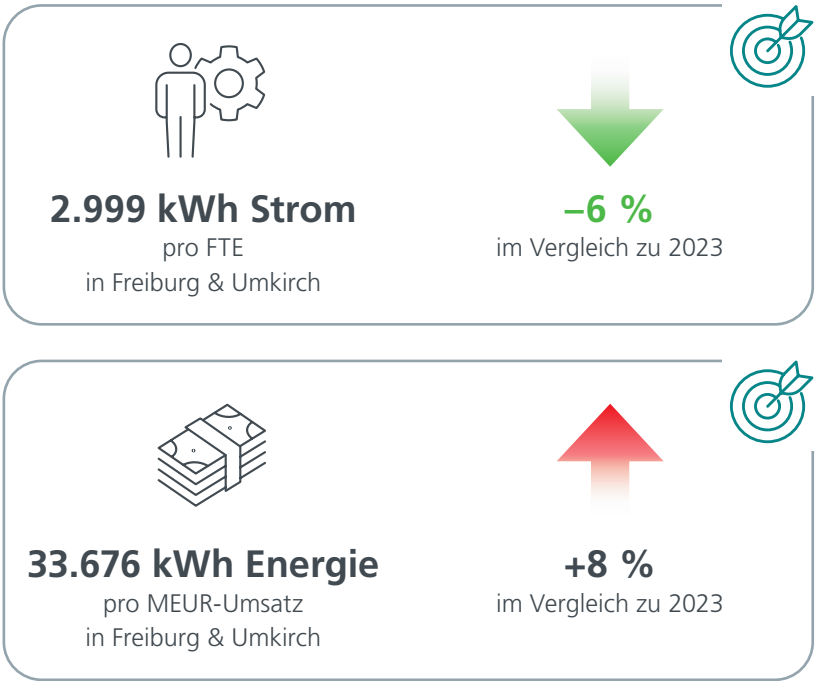 2.999 kWh Strom
pro FTE
in Freiburg & Umkirch
–6 %
im Vergleich zu 2023
33.676 kWh Energie
pro MEUR-Umsatz
in Freiburg & Umkirch
+8 %
im Vergleich zu 2023